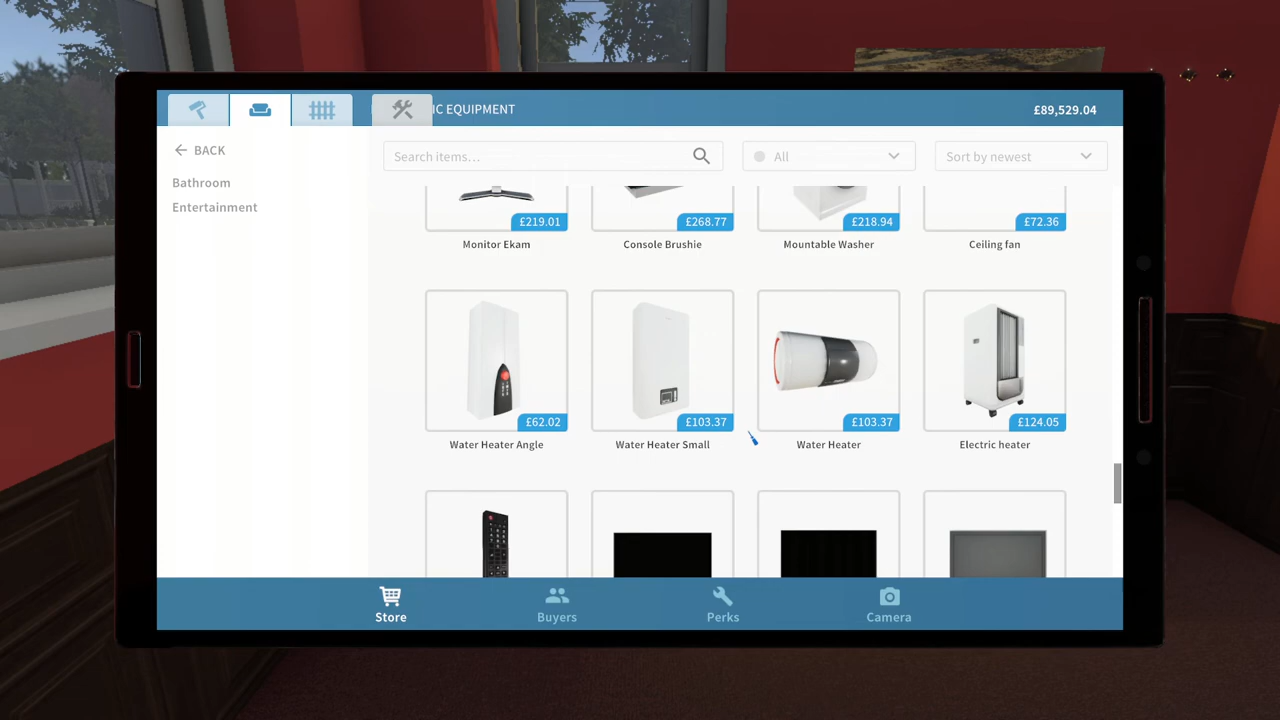 IC EQUIPMENT
£89,529.04
BACK
Search items...
All
Sort by newest
Bathroom
Entertainment
£219.01
£268.77
£218.94
£72.36
Monitor Ekam
Console Brushie
Mountable Washer
Ceiling fan
£62.02
£103.37
£103.37
£124.05
Water Heater Angle
Water Heater Small
Water Heater
Electric heater
Store
Buyers
Perks
Camera